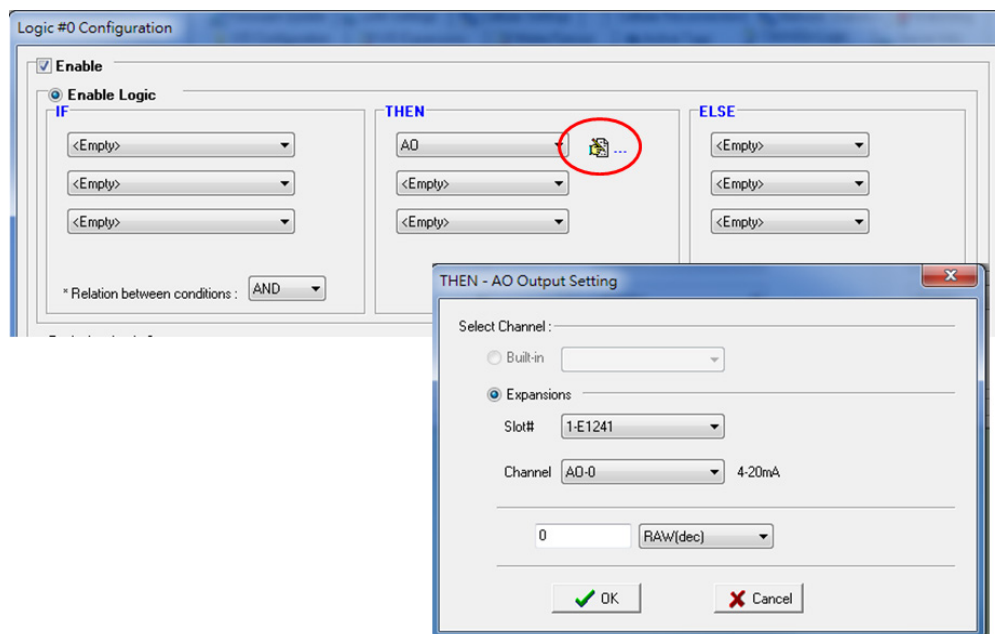 Logic #0 Configuration
Enable
Enable Logic
IF
THEN
ELSE
<Empty>
AO
...
<Empty>
<Empty>
<Empty>
<Empty>
<Empty>
<Empty>
<Empty>
* Relation between conditions : AND
THEN - AO Output Setting
Select Channel :
Built-in
Expansions
Slot# 1-E1241
Channel AO-0 4-20mA
0 RAW(dec)
OK
Cancel